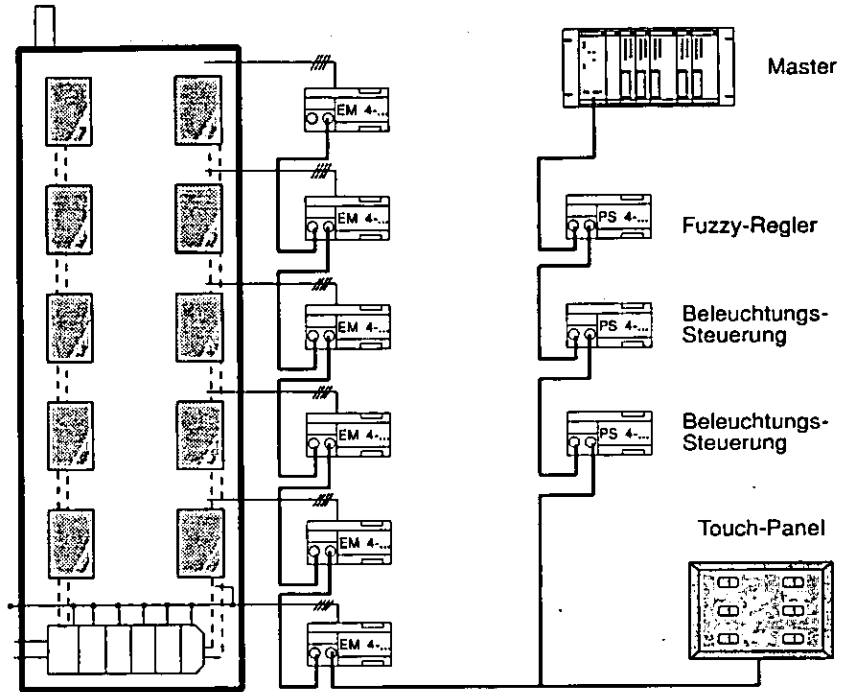 Master
EM 4-...
EM 4-...
PS 4-...
Fuzzy-Regler
EM 4-...
PS 4-...
Beleuchtungs-
Steuerung
EM 4-...
PS 4-...
Beleuchtungs-
Steuerung
EM 4-...
Touch-Panel
EM 4-...